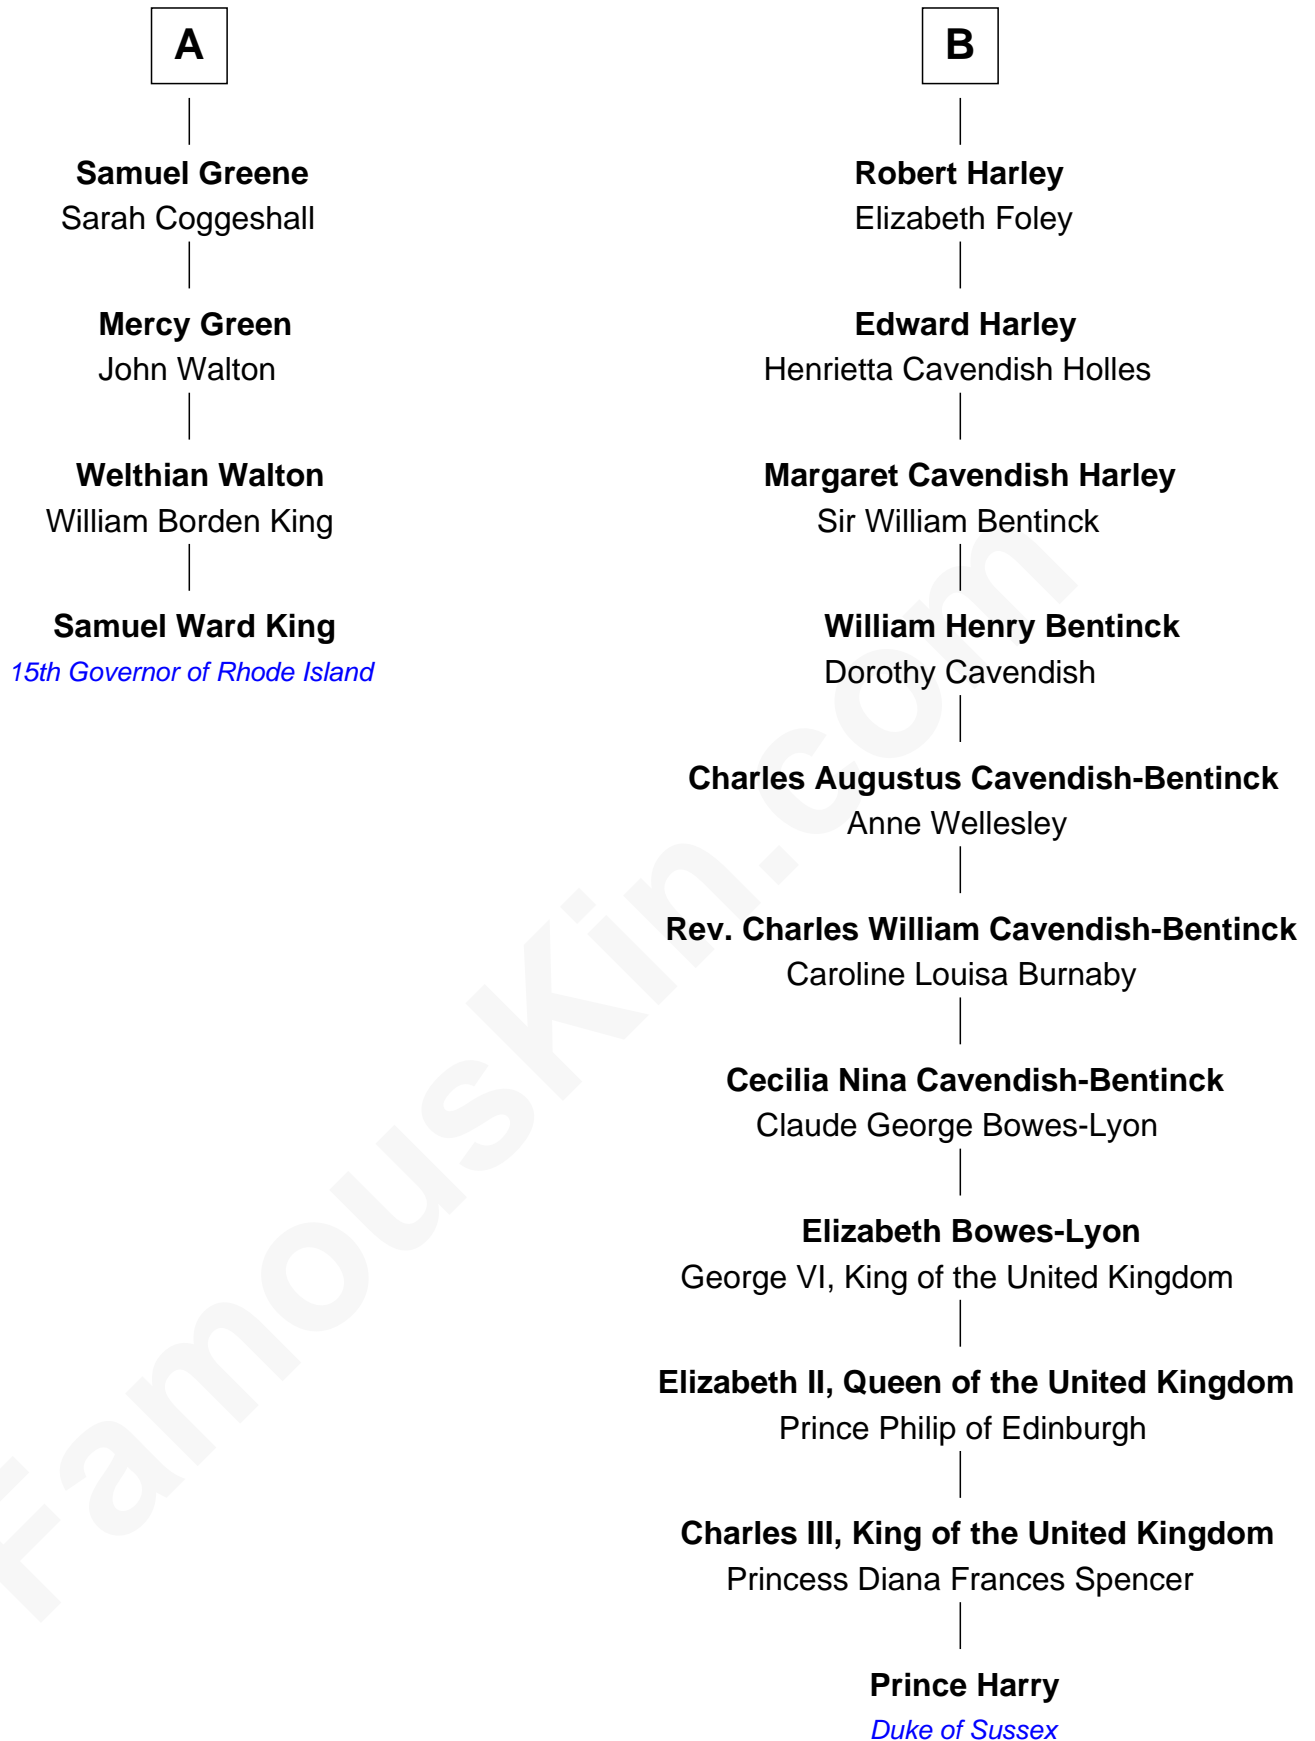 A
Samuel Greene
Sarah Coggeshall
Mercy Green
John Walton
Welthian Walton
William Borden King
Samuel Ward King
15th Governor of Rhode Island
B
Robert Harley
Elizabeth Foley
Edward Harley
Henrietta Cavendish Holles
Margaret Cavendish Harley
Sir William Bentinck
William Henry Bentinck
Dorothy Cavendish
Charles Augustus Cavendish-Bentinck
Anne Wellesley
Rev. Charles William Cavendish-Bentinck
Caroline Louisa Burnaby
Cecilia Nina Cavendish-Bentinck
Claude George Bowes-Lyon
Elizabeth Bowes-Lyon
George VI, King of the United Kingdom
Elizabeth II, Queen of the United Kingdom
Prince Philip of Edinburgh
Charles III, King of the United Kingdom
Princess Diana Frances Spencer
Prince Harry
Duke of Sussex
FamousKin.com